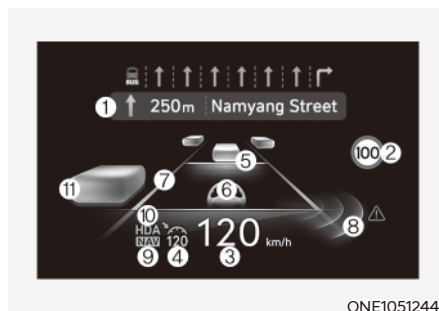 BUS
① 250m Namyang Street
100 ②
⑤
⑪ ⑦ ⑥
⑩ ⑧
HDA 120 km/h
NAV 120
⑨ ④ ③
ONE1051244